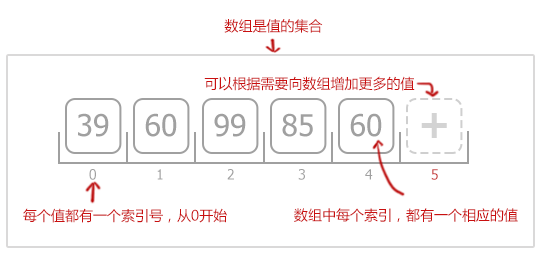 数组是值的集合
可以根据需要向数组增加更多的值
39 60 99 85 60 +
0 1 2 3 4 5
每个值都有一个索引号，从0开始
数组中每个索引，都有一个相应的值